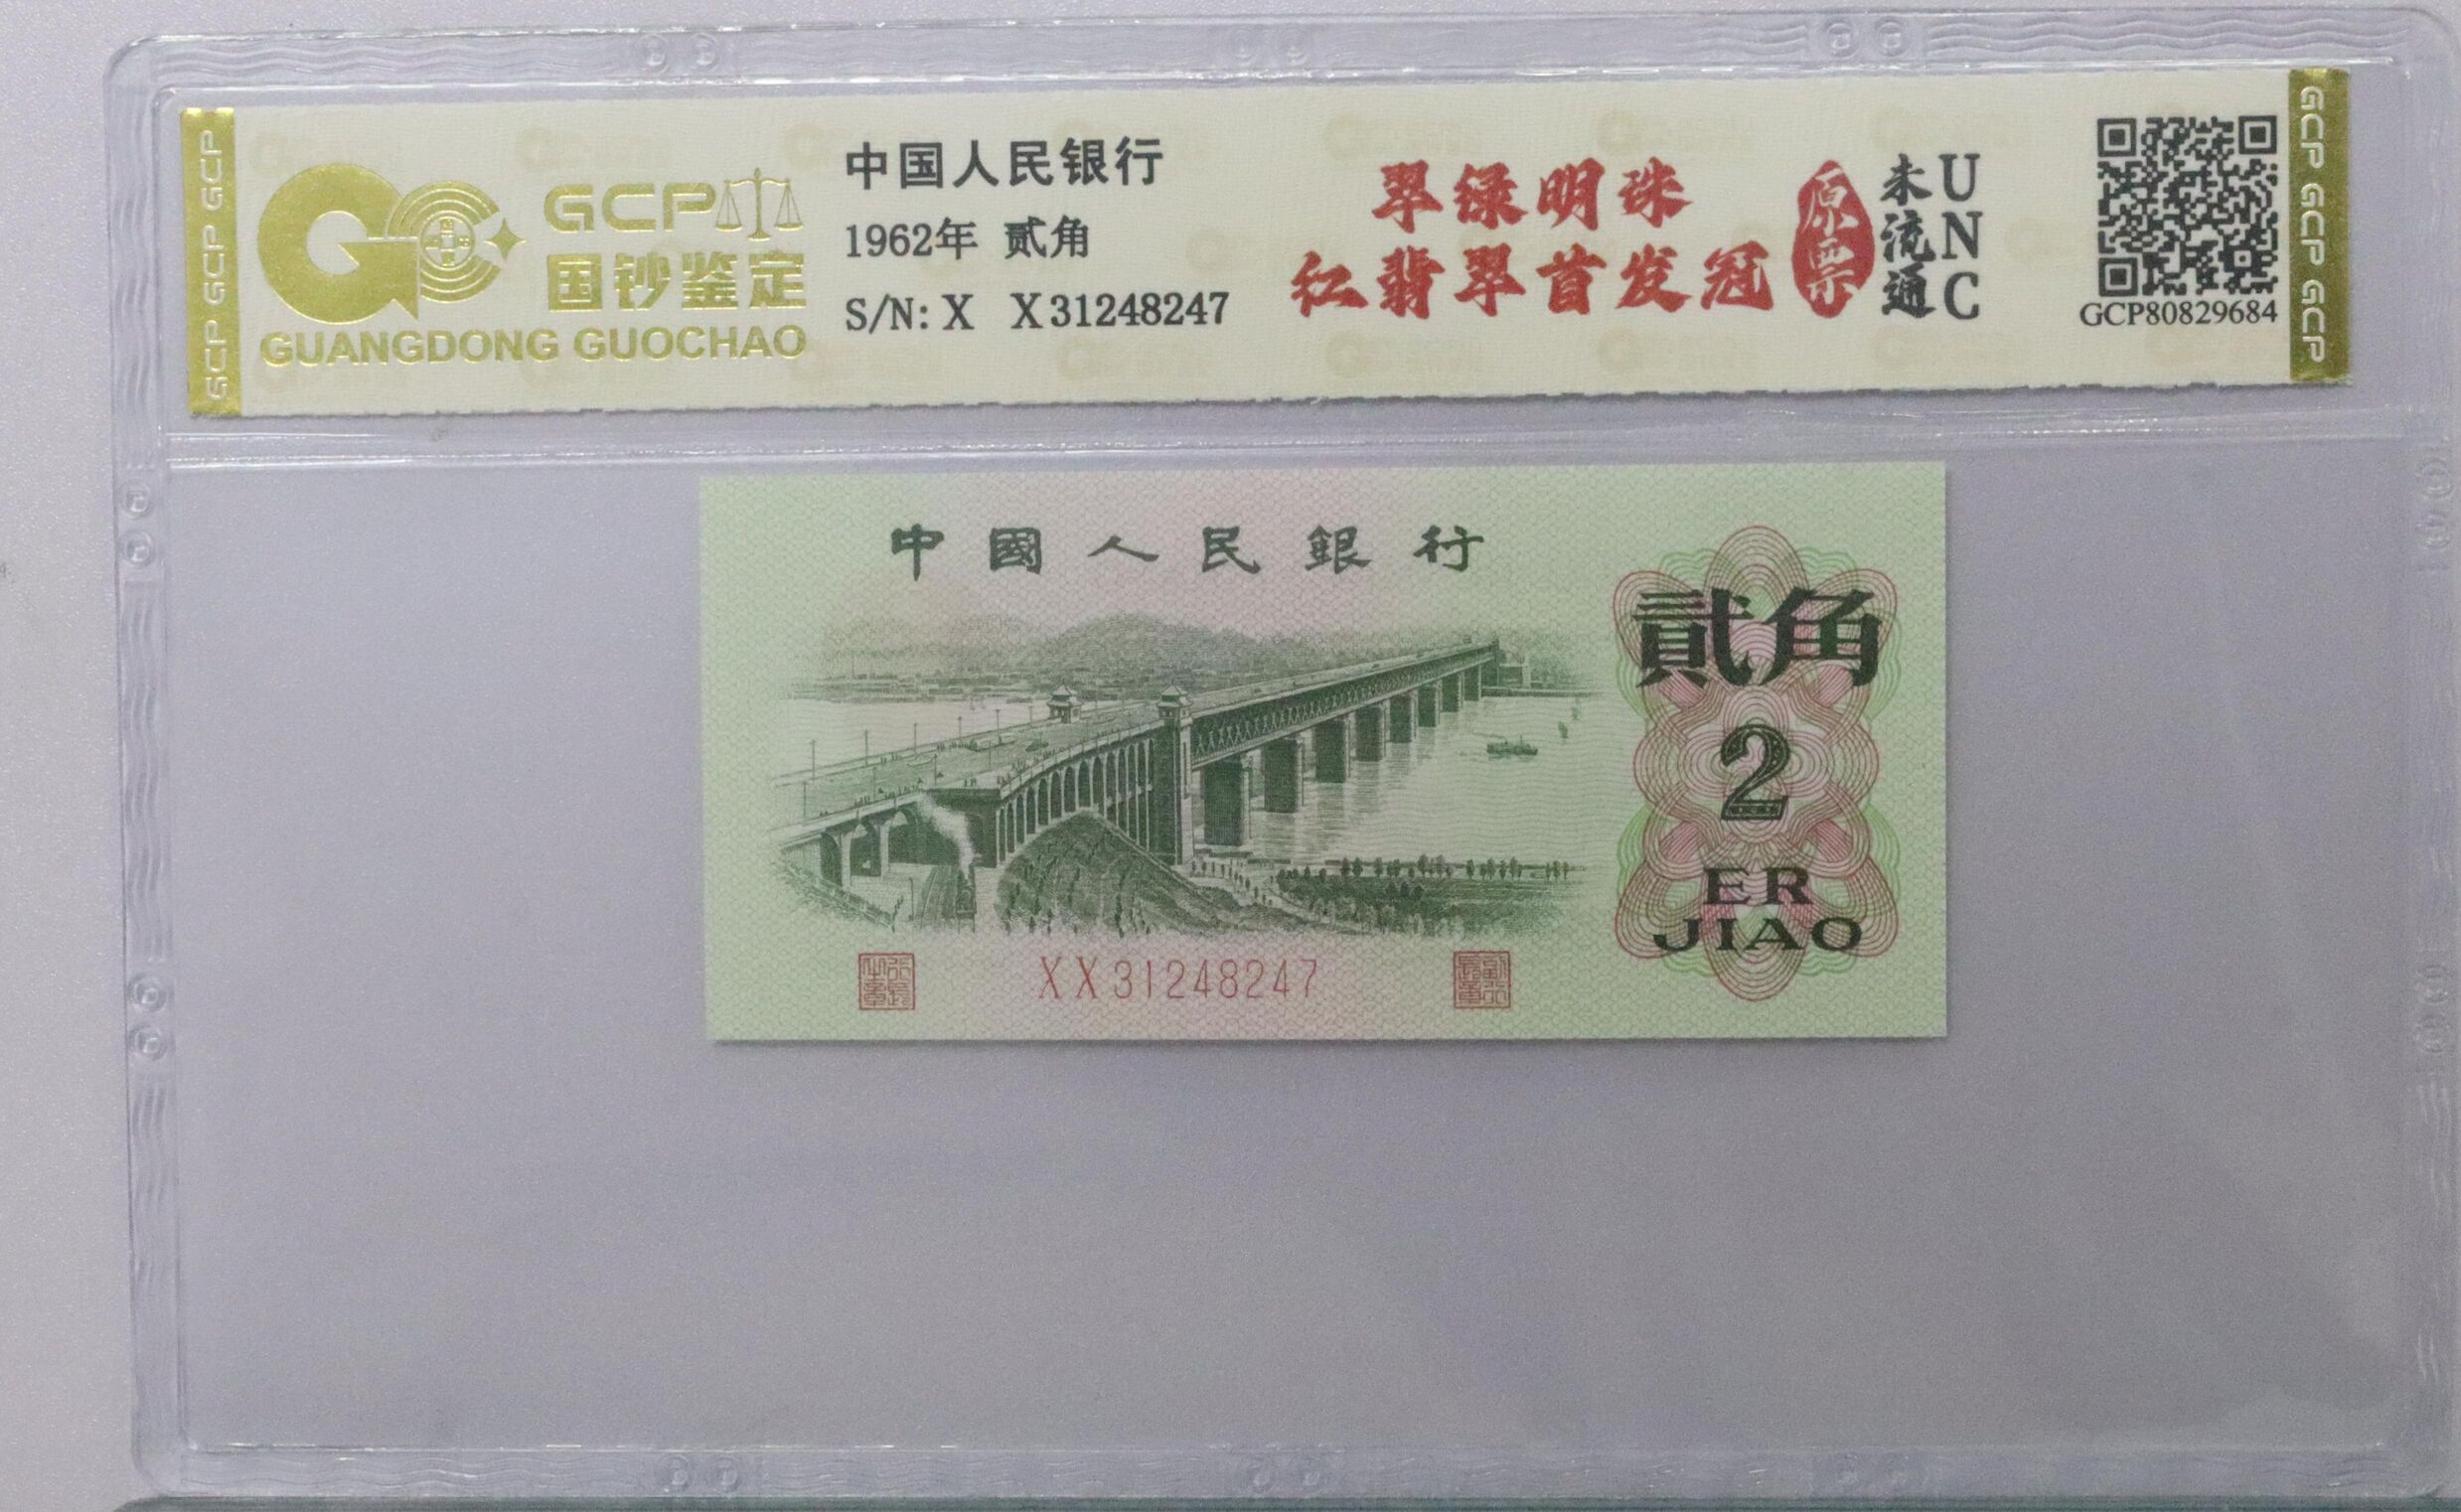 GCP GCP GCP
GCP
国钞鉴定
GUANGDONG GUOCHAO
中国人民银行
1962年 贰角
S/N: X X31248247
翠绿明珠
红翡翠首发冠
原票
未流通
UNC
GCP80829684
GCP GCP GCP
中國人民銀行
貳角
2
ER
JIAO
XX31248247